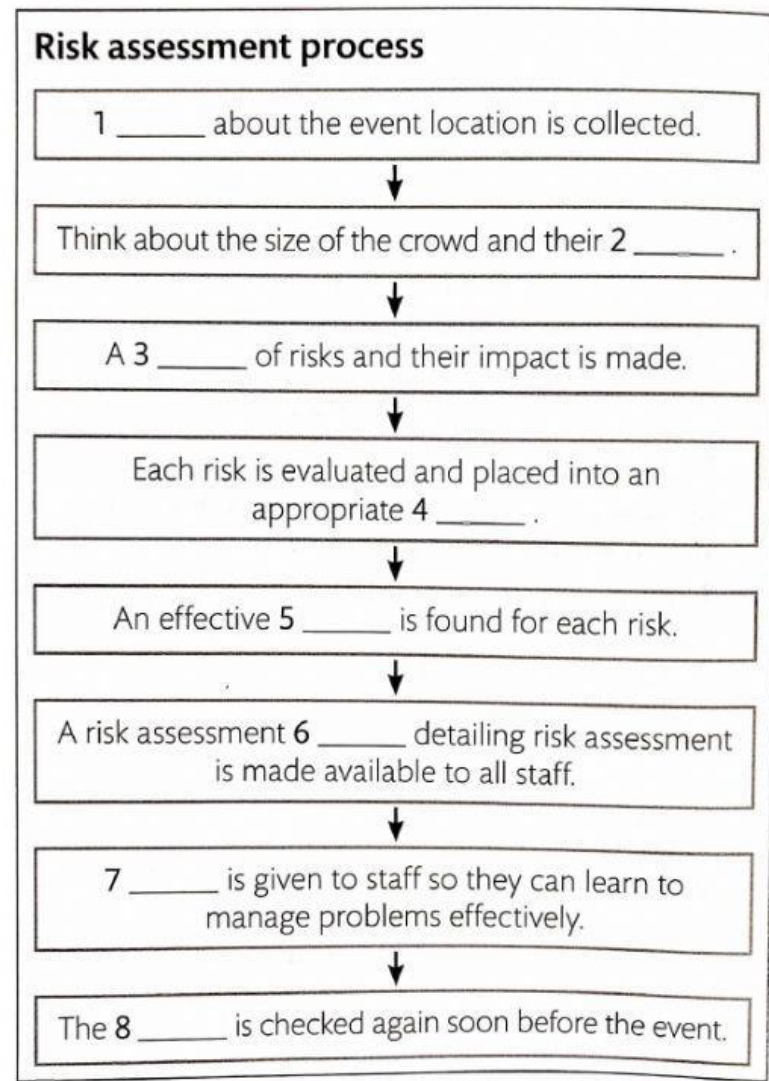 Risk assessment process
1 ______ about the event location is collected.
Think about the size of the crowd and their 2 ______ .
A 3 ______ of risks and their impact is made.
Each risk is evaluated and placed into an
appropriate 4 ______ .
An effective 5 ______ is found for each risk.
A risk assessment 6 ______ detailing risk assessment
is made available to all staff.
7 ______ is given to staff so they can learn to
manage problems effectively.
The 8 ______ is checked again soon before the event.